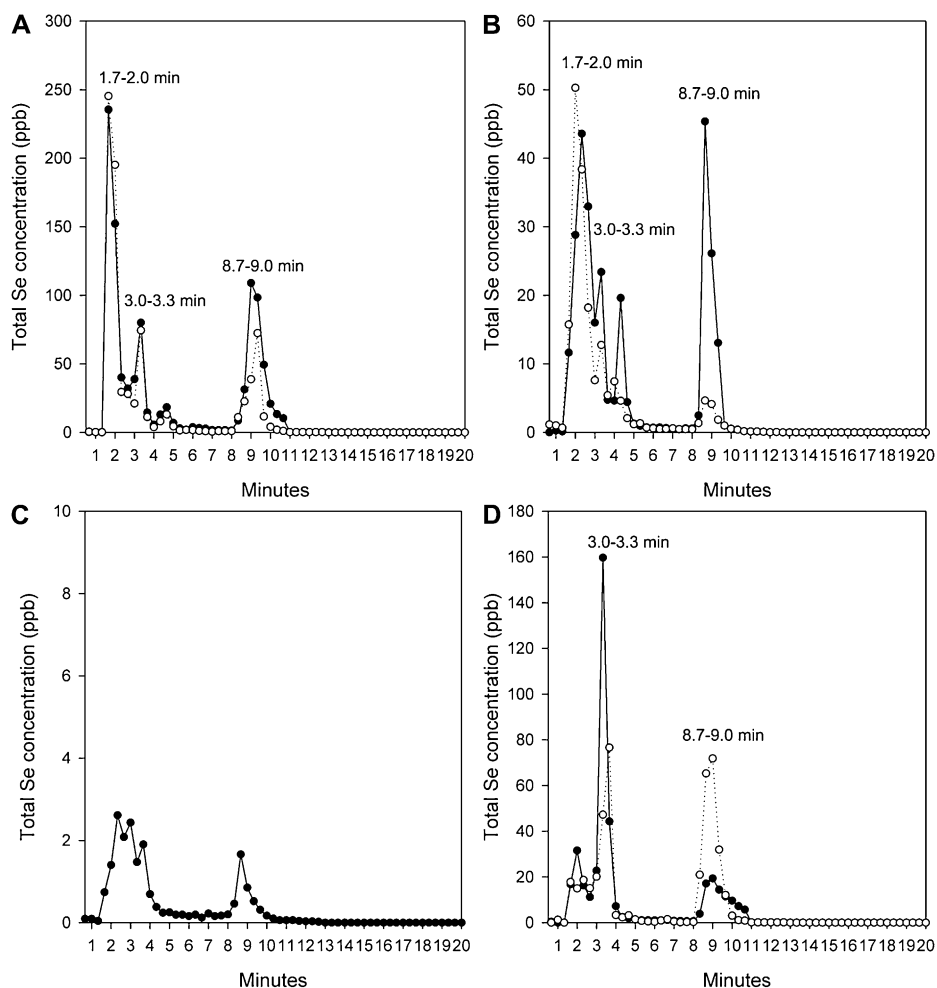 A
Total Se concentration (ppb)
300
250
200
150
100
50
0
1.7-2.0 min
3.0-3.3 min
8.7-9.0 min
1 2 3 4 5 6 7 8 9 10 11 12 13 14 15 16 17 18 19 20
Minutes
B
Total Se concentration (ppb)
60
50
40
30
20
10
0
1.7-2.0 min
8.7-9.0 min
3.0-3.3 min
1 2 3 4 5 6 7 8 9 10 11 12 13 14 15 16 17 18 19 20
Minutes
C
Total Se concentration (ppb)
10
8
6
4
2
0
1 2 3 4 5 6 7 8 9 10 11 12 13 14 15 16 17 18 19 20
Minutes
D
Total Se concentration (ppb)
180
160
140
120
100
80
60
40
20
0
3.0-3.3 min
8.7-9.0 min
1 2 3 4 5 6 7 8 9 10 11 12 13 14 15 16 17 18 19 20
Minutes